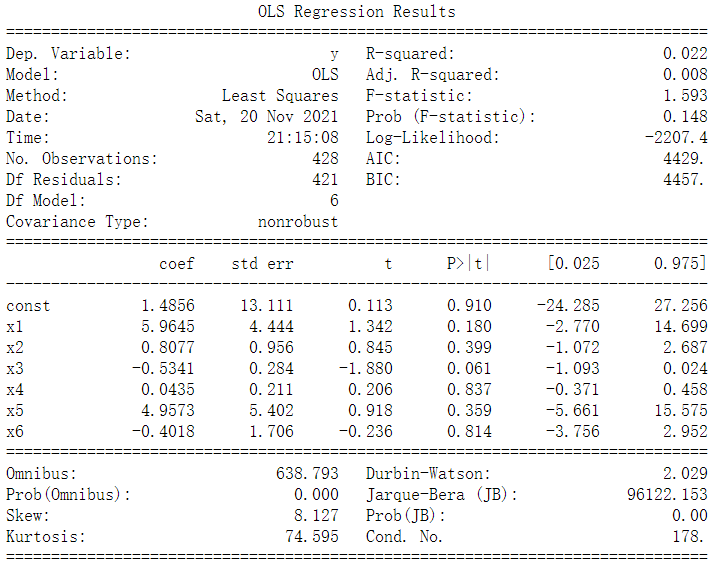 OLS Regression Results
==============================================================================
Dep. Variable: y R-squared: 0.022
Model: OLS Adj. R-squared: 0.008
Method: Least Squares F-statistic: 1.593
Date: Sat, 20 Nov 2021 Prob (F-statistic): 0.148
Time: 21:15:08 Log-Likelihood: -2207.4
No. Observations: 428 AIC: 4429.
Df Residuals: 421 BIC: 4457.
Df Model: 6
Covariance Type: nonrobust
==============================================================================
coef std err t P>|t| [0.025 0.975]
------------------------------------------------------------------------------
const 1.4856 13.111 0.113 0.910 -24.285 27.256
x1 5.9645 4.444 1.342 0.180 -2.770 14.699
x2 0.8077 0.956 0.845 0.399 -1.072 2.687
x3 -0.5341 0.284 -1.880 0.061 -1.093 0.024
x4 0.0435 0.211 0.206 0.837 -0.371 0.458
x5 4.9573 5.402 0.918 0.359 -5.661 15.575
x6 -0.4018 1.706 -0.236 0.814 -3.756 2.952
==============================================================================
Omnibus: 638.793 Durbin-Watson: 2.029
Prob(Omnibus): 0.000 Jarque-Bera (JB): 96122.153
Skew: 8.127 Prob(JB): 0.00
Kurtosis: 74.595 Cond. No. 178.
==============================================================================